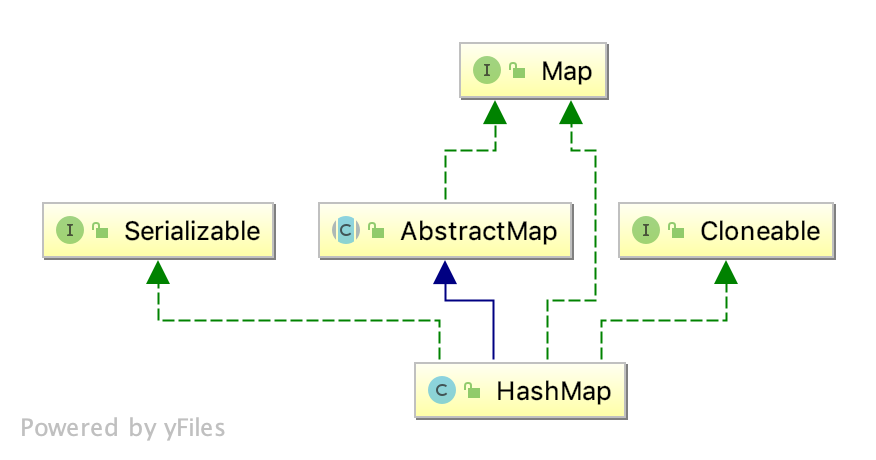 I Map
I Serializable
C AbstractMap
I Cloneable
C HashMap
Powered by yFiles